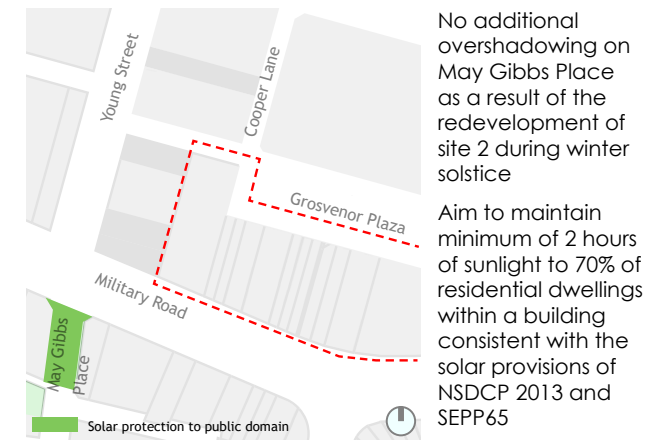 Young Street
Cooper Lane
Grosvenor Plaza
Military Road
May Gibbs
Place
Solar protection to public domain
No additional
overshadowing on
May Gibbs Place
as a result of the
redevelopment of
site 2 during winter
solstice
Aim to maintain
minimum of 2 hours
of sunlight to 70% of
residential dwellings
within a building
consistent with the
solar provisions of
NSDCP 2013 and
SEPP65